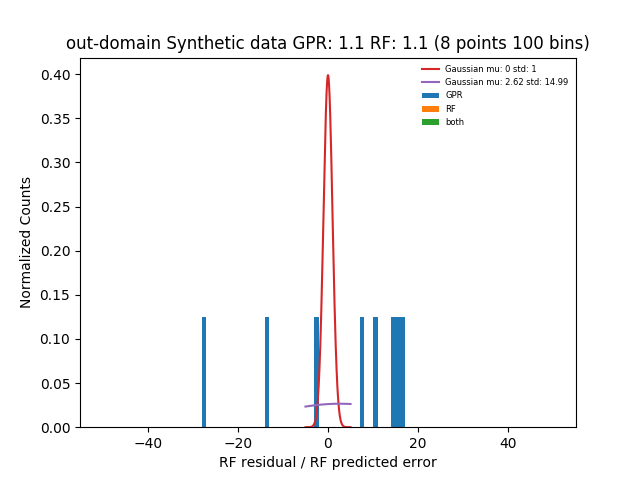 out-domain Synthetic data GPR: 1.1 RF: 1.1 (8 points 100 bins)
Gaussian mu: 0 std: 1
Gaussian mu: 2.62 std: 14.99
GPR
RF
both
Normalized Counts
0.40
0.35
0.30
0.25
0.20
0.15
0.10
0.05
0.00
−40 −20 0 20 40
RF residual / RF predicted error